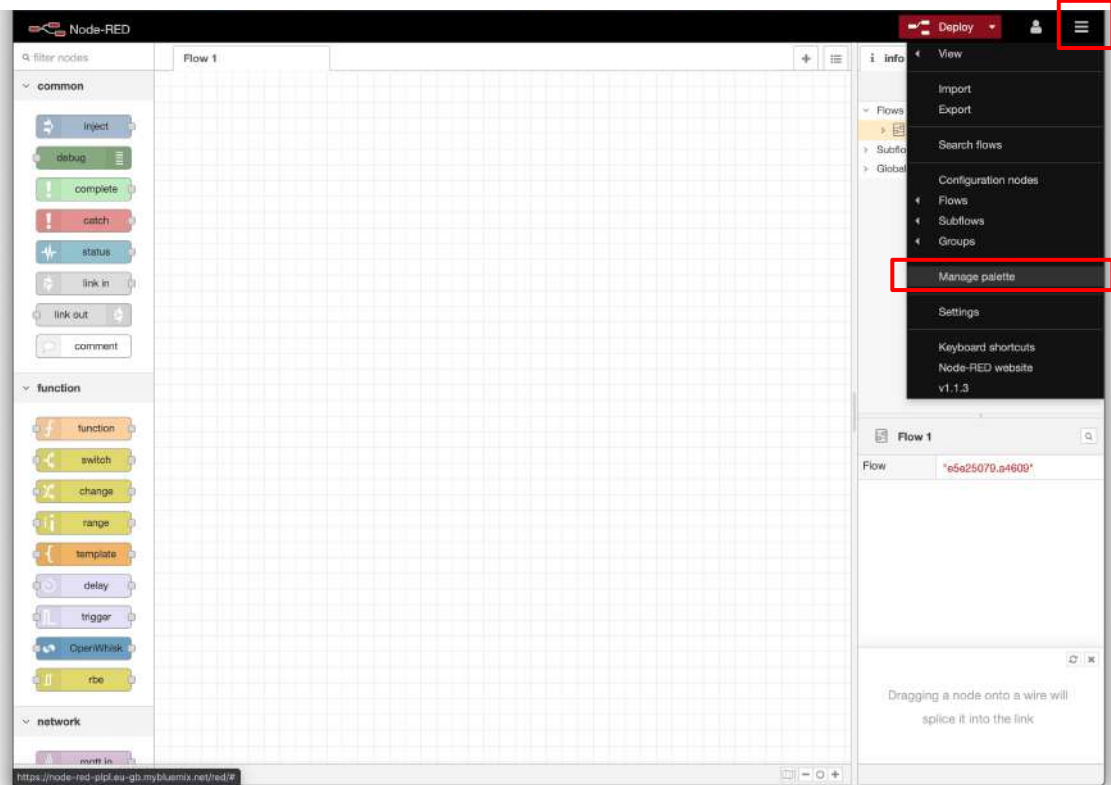 Node-RED
Deploy
filter nodes
Flow 1
info
View
Import
Export
Search flows
Configuration nodes
Flows
Subflows
Groups
Manage palette
Settings
Keyboard shortcuts
Node-RED website
v1.1.3
common
inject
debug
complete
catch
status
link in
link out
comment
function
function
switch
change
range
template
delay
trigger
OpenWhisk
rbe
network
mqtt in
Flows
Subflo
Global
Flow 1
Flow
"e5e25079.a4609"
Dragging a node onto a wire will
splice it into the link
https://node-red-plpl.eu-gb.mybluemix.net/red/#